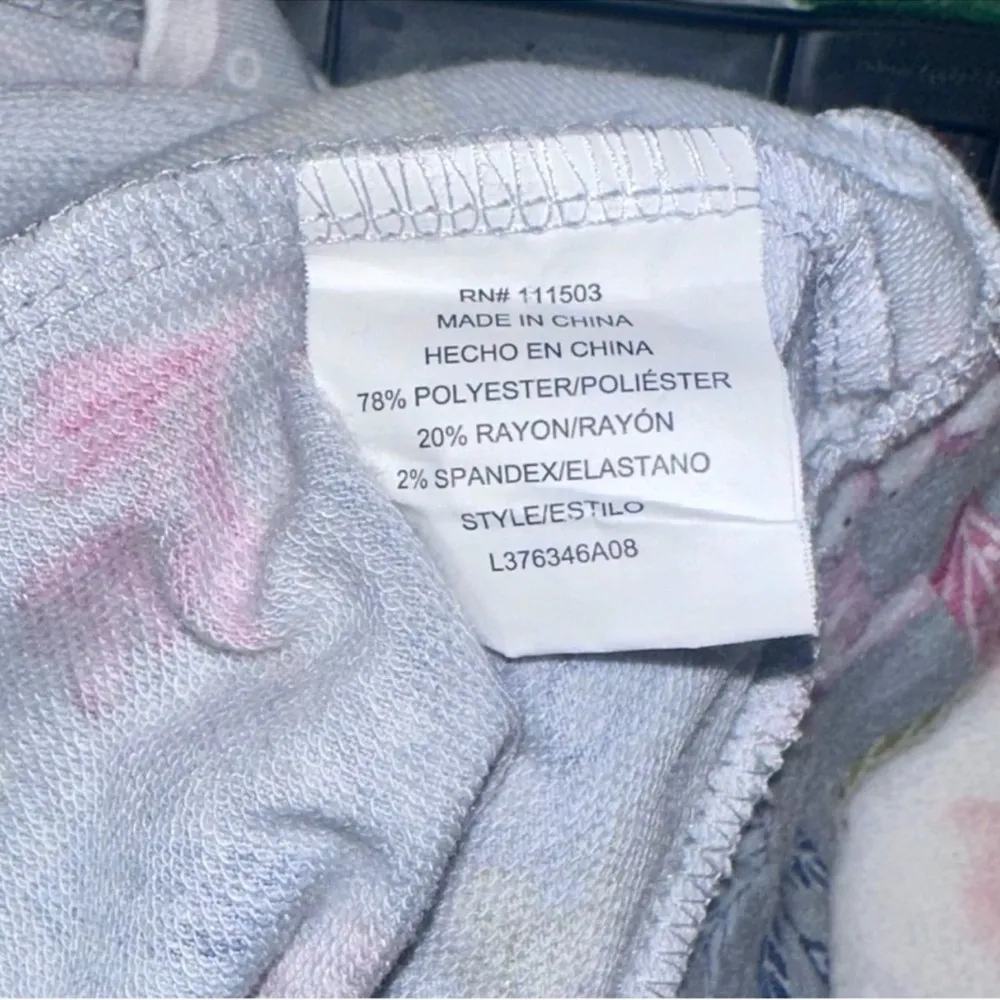 RN# 111503
MADE IN CHINA
HECHO EN CHINA
78% POLYESTER/POLIÉSTER
20% RAYON/RAYÓN
2% SPANDEX/ELASTANO
STYLE/ESTILO
L376346A08